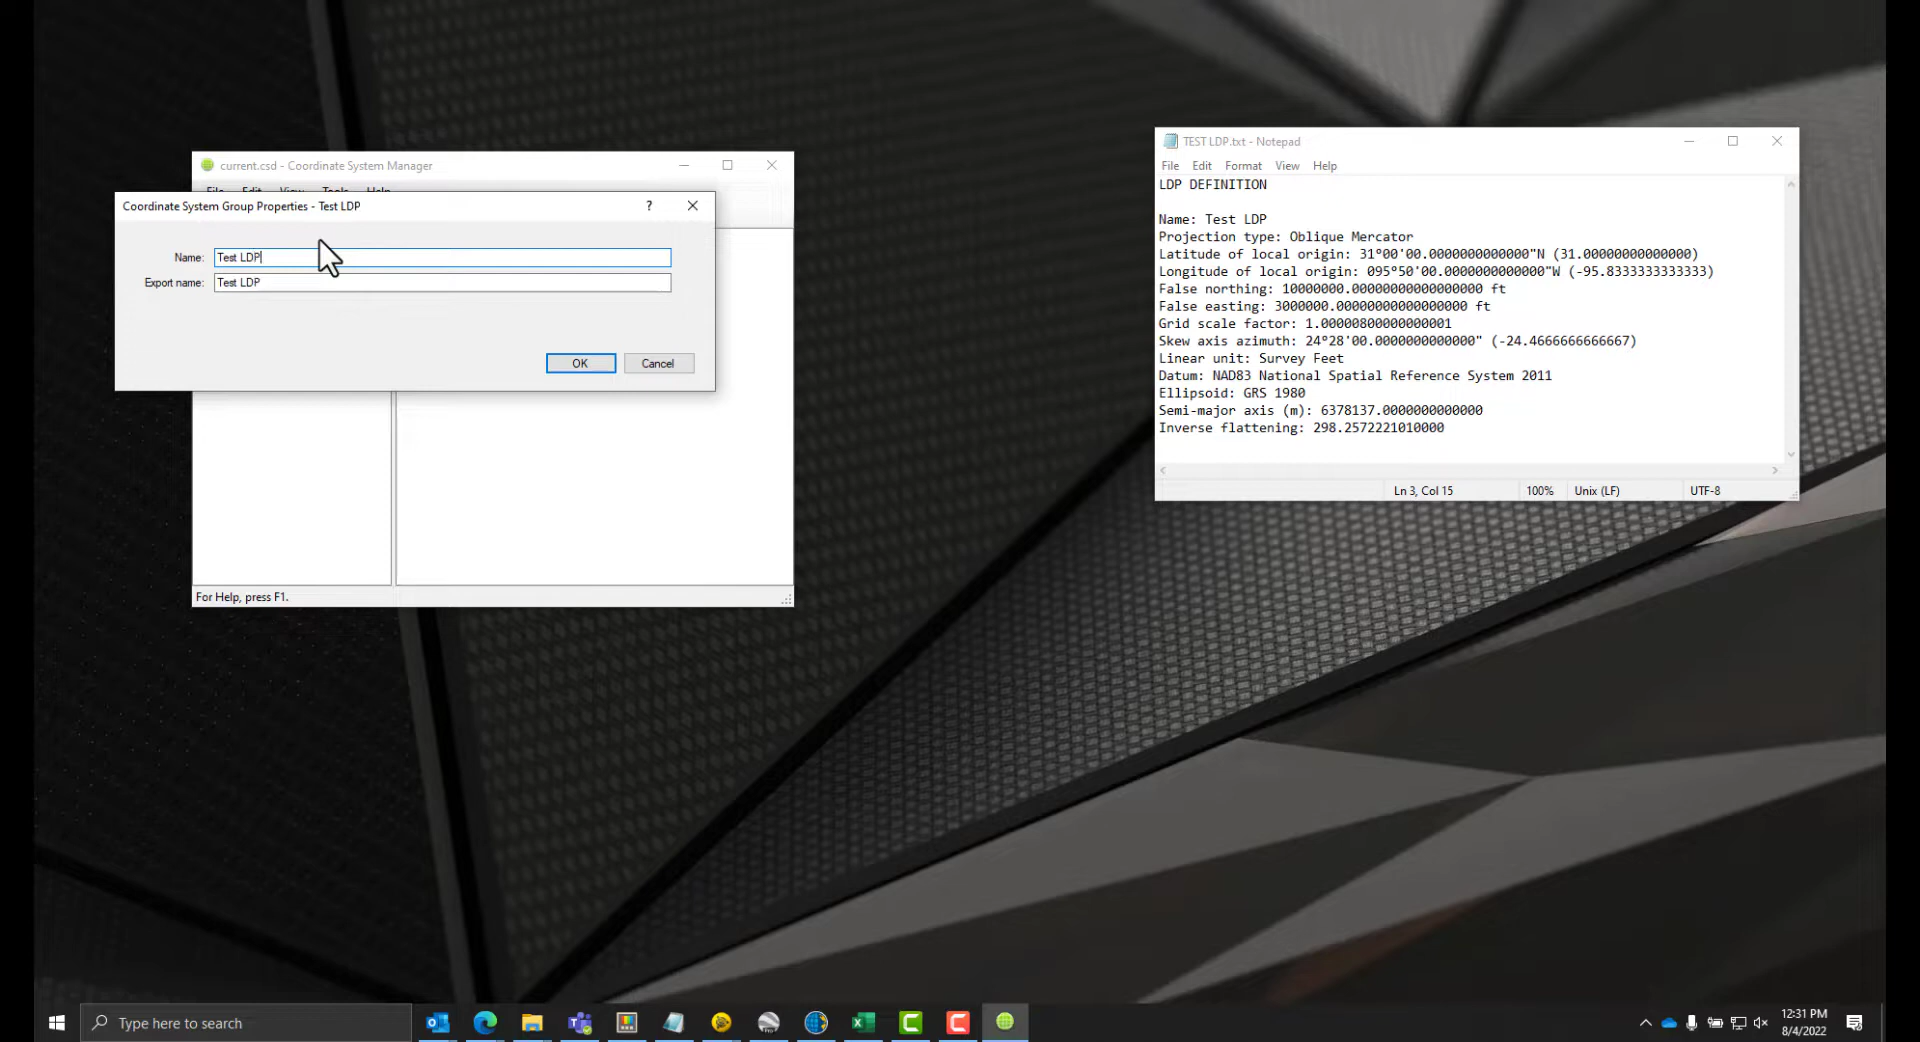 current.csd - Coordinate System Manager
File Edit View Tools Help
Coordinate System Group Properties - Test LDP
?
Name: Test LDP
Export name: Test LDP
OK Cancel
For Help, press F1.
TEST LDP.txt - Notepad
File Edit Format View Help
LDP DEFINITION
Name: Test LDP
Projection type: Oblique Mercator
Latitude of local origin: 31°00'00.0000000000000"N (31.00000000000000)
Longitude of local origin: 095°50'00.0000000000000"W (-95.8333333333333)
False northing: 10000000.00000000000000000 ft
False easting: 3000000.00000000000000000 ft
Grid scale factor: 1.00000800000000001
Skew axis azimuth: 24°28'00.0000000000000" (-24.4666666666667)
Linear unit: Survey Feet
Datum: NAD83 National Spatial Reference System 2011
Ellipsoid: GRS 1980
Semi-major axis (m): 6378137.0000000000000
Inverse flattening: 298.2572221010000
Ln 3, Col 15 100% Unix (LF) UTF-8
Type here to search
12:31 PM
8/4/2022